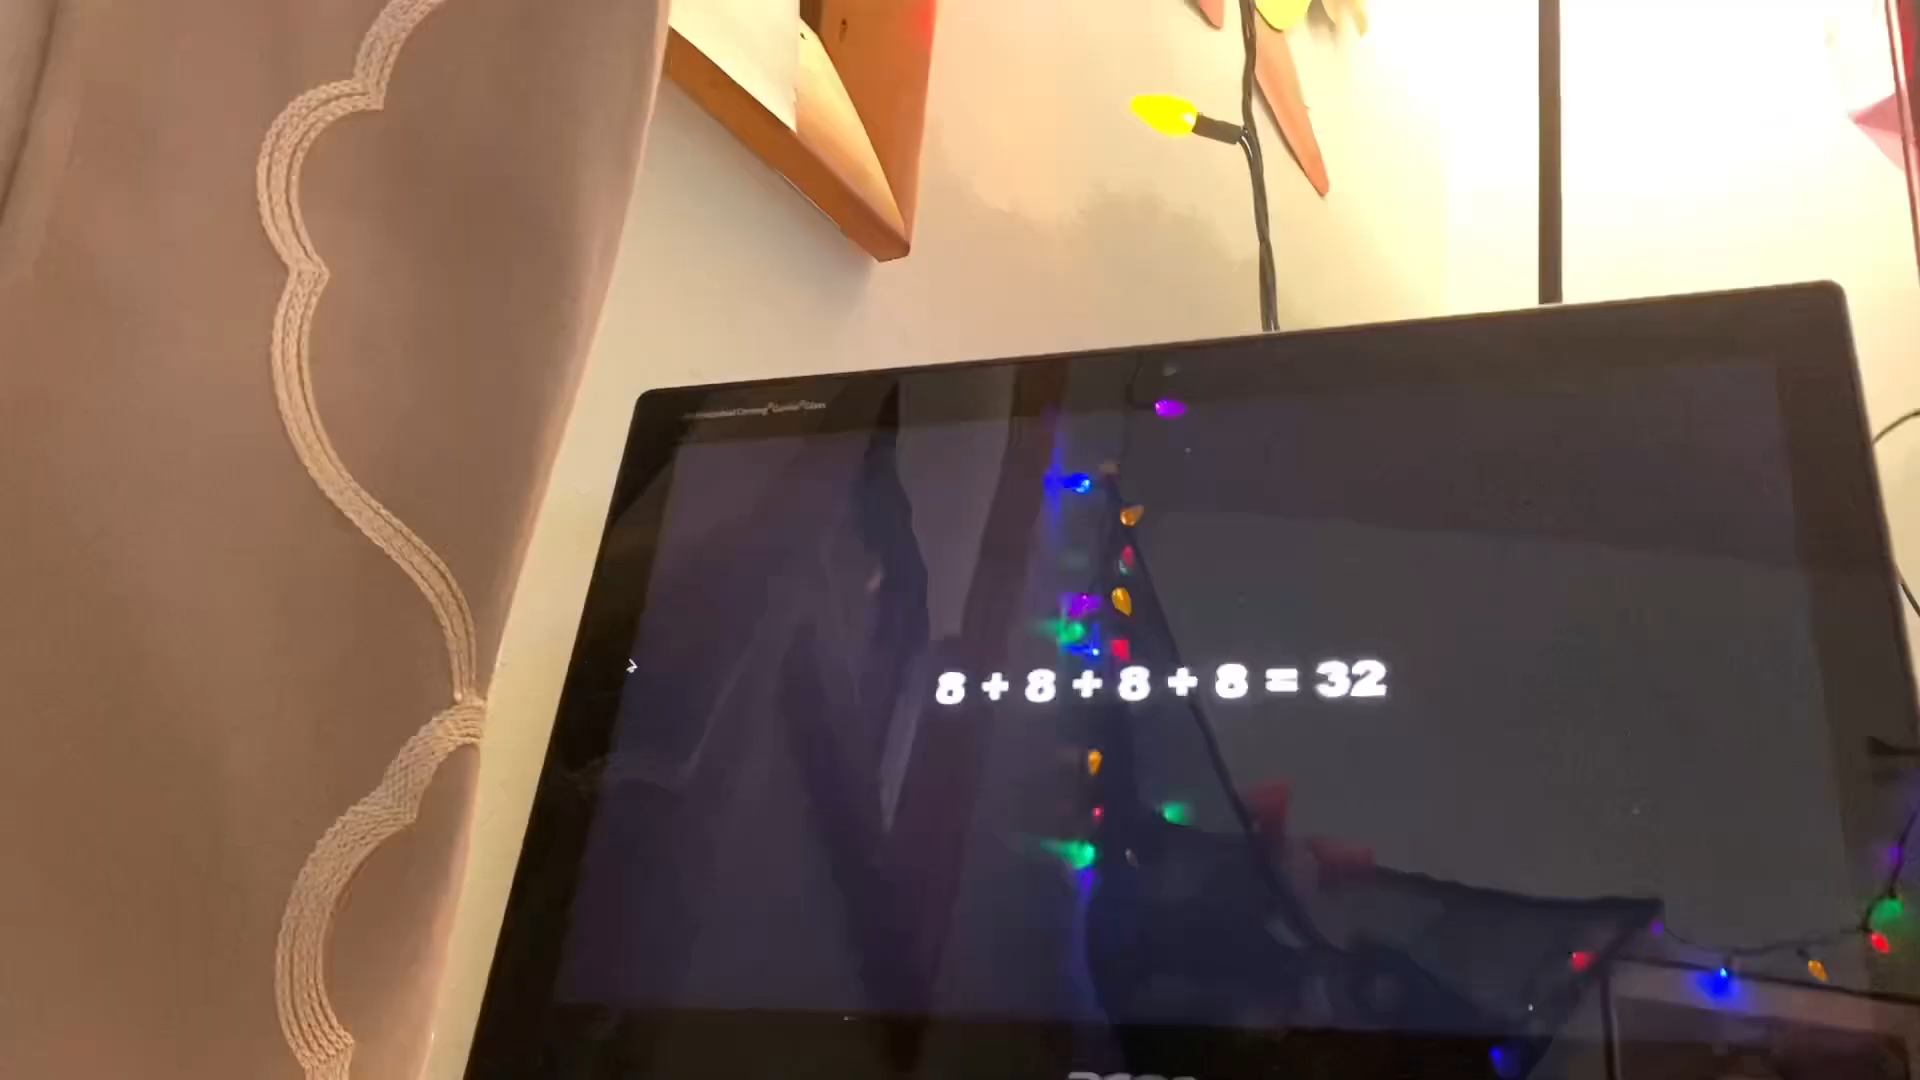 8 + 8 + 8 + 8 = 32